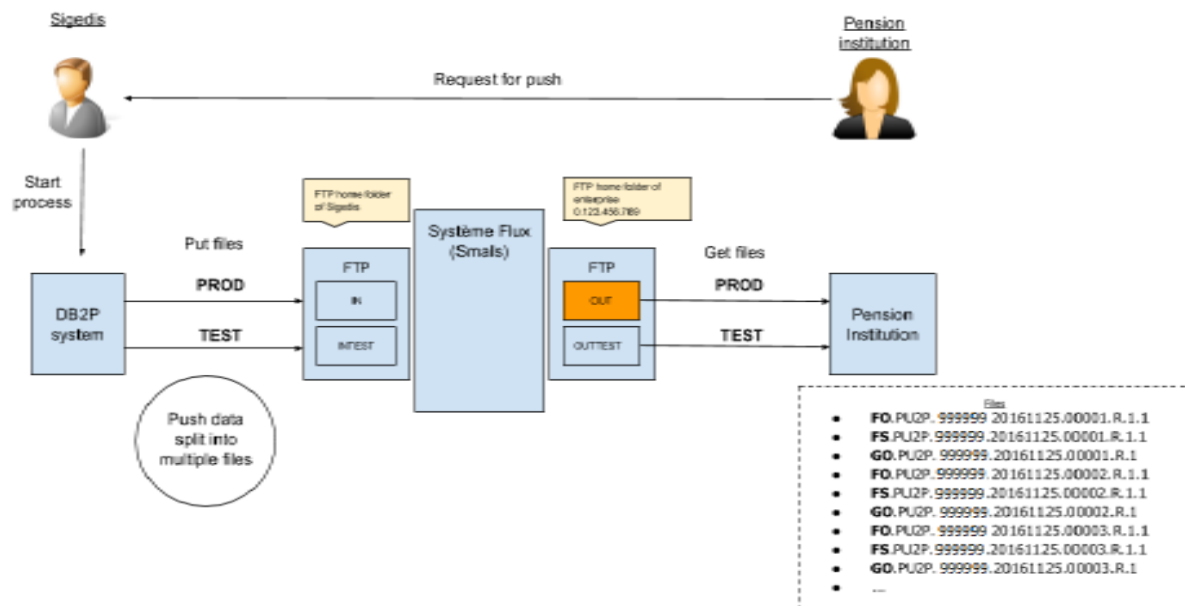 Sigedis
Pension
institution
Request for push
Start
process
FTP home folder
of Sigedis
FTP home folder of
enterprise
0.123.456.789
Système Flux
(Smals)
Put files
Get files
FTP
FTP
PROD
IN
OUT
PROD
DB2P
system
Pension
Institution
TEST
INTEST
OUTTEST
TEST
Push data
split into
multiple files
Files
• FO.PU2P. 999999 20161125.00001.R.1.1
• FS.PU2P. 999999.20161125.00001.R.1.1
• GO.PU2P. 999999.20161125.00001.R.1
• FO.PU2P. 999999.20161125.00002.R.1.1
• FS.PU2P. 999999.20161125.00002.R.1.1
• GO.PU2P. 999999.20161125.00002.R.1
• FO.PU2P. 999999 20161125.00003.R.1.1
• FS.PU2P. 999999.20161125.00003.R.1.1
• GO.PU2P. 999999.20161125.00003.R.1
• ...